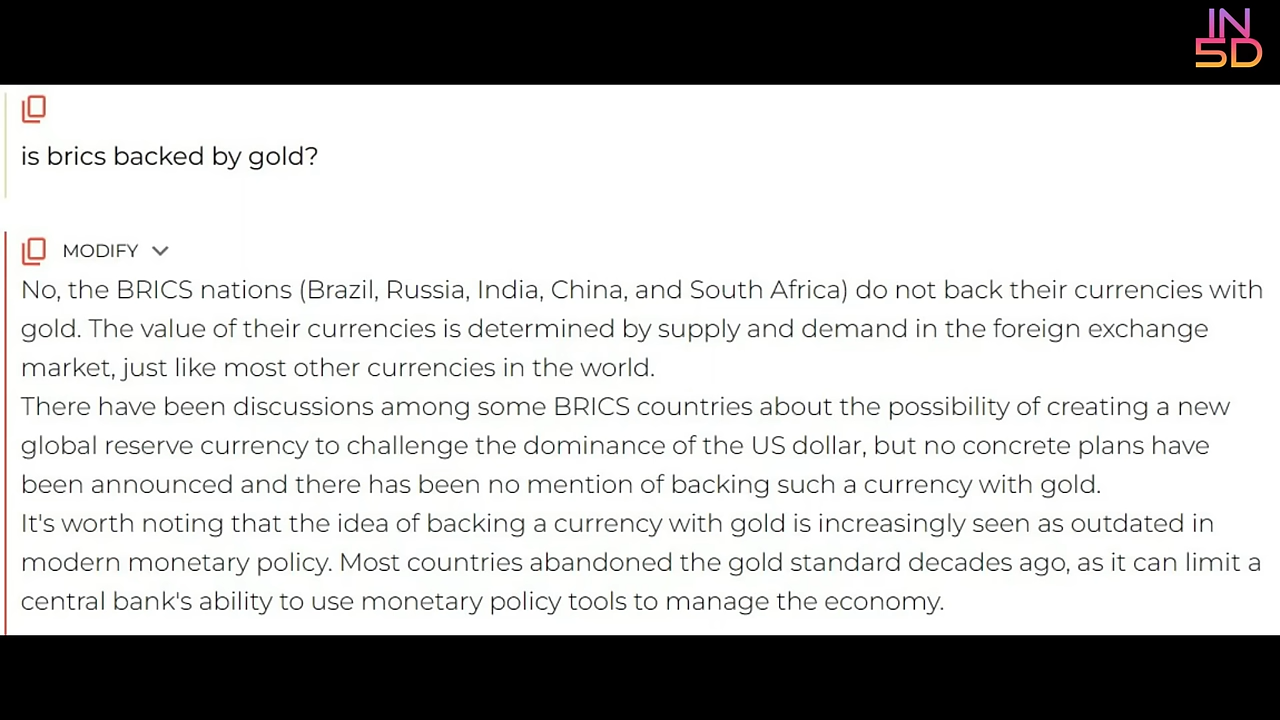 IN
5D
is brics backed by gold?
MODIFY
No, the BRICS nations (Brazil, Russia, India, China, and South Africa) do not back their currencies with
gold. The value of their currencies is determined by supply and demand in the foreign exchange
market, just like most other currencies in the world.
There have been discussions among some BRICS countries about the possibility of creating a new
global reserve currency to challenge the dominance of the US dollar, but no concrete plans have
been announced and there has been no mention of backing such a currency with gold.
It's worth noting that the idea of backing a currency with gold is increasingly seen as outdated in
modern monetary policy. Most countries abandoned the gold standard decades ago, as it can limit a
central bank's ability to use monetary policy tools to manage the economy.